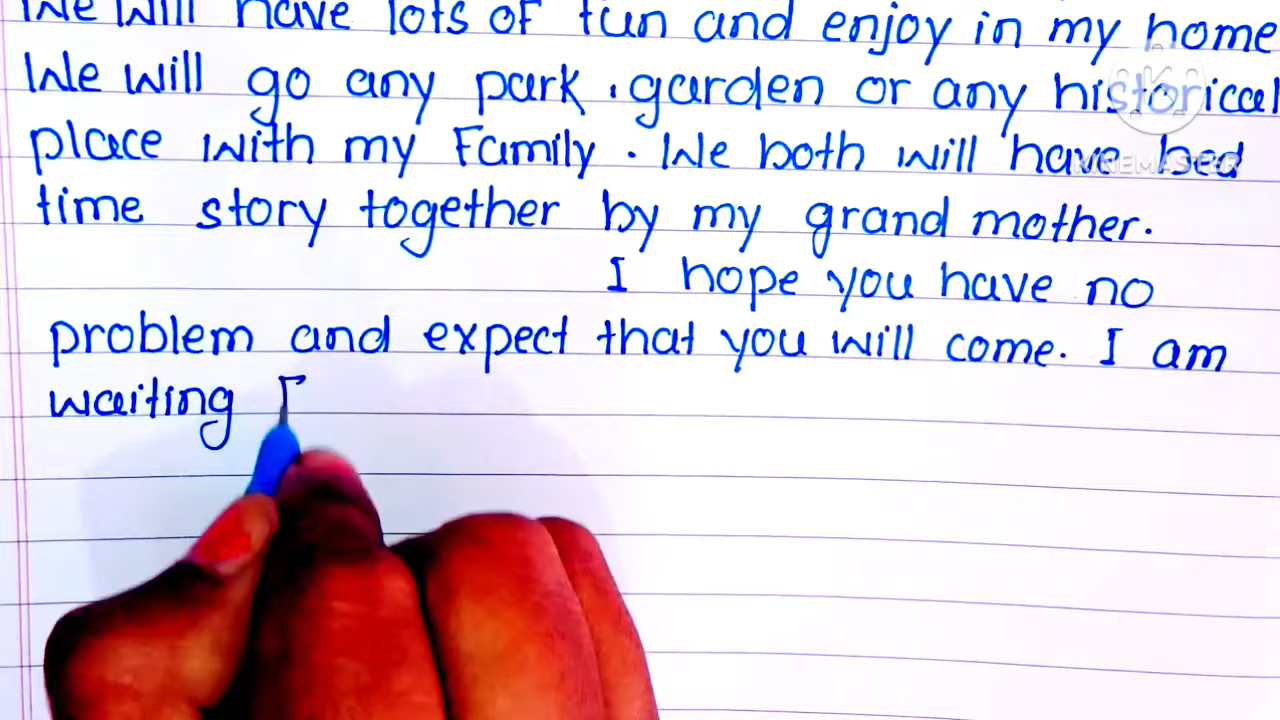 We will have lots of fun and enjoy in my home
We will go any park , garden or any historical
place with my Family . We both will have bed
time story together by my grand mother.
I hope you have no
problem and expect that you will come. I am
waiting
KINEMASTER